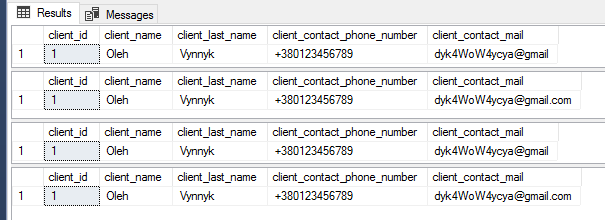 Results Messages
client_id client_name client_last_name client_contact_phone_number client_contact_mail
1 1 Oleh Vynnyk +380123456789 dyk4WoW4ycya@gmail
client_id client_name client_last_name client_contact_phone_number client_contact_mail
1 1 Oleh Vynnyk +380123456789 dyk4WoW4ycya@gmail.com
client_id client_name client_last_name client_contact_phone_number client_contact_mail
1 1 Oleh Vynnyk +380123456789 dyk4WoW4ycya@gmail
client_id client_name client_last_name client_contact_phone_number client_contact_mail
1 1 Oleh Vynnyk +380123456789 dyk4WoW4ycya@gmail.com